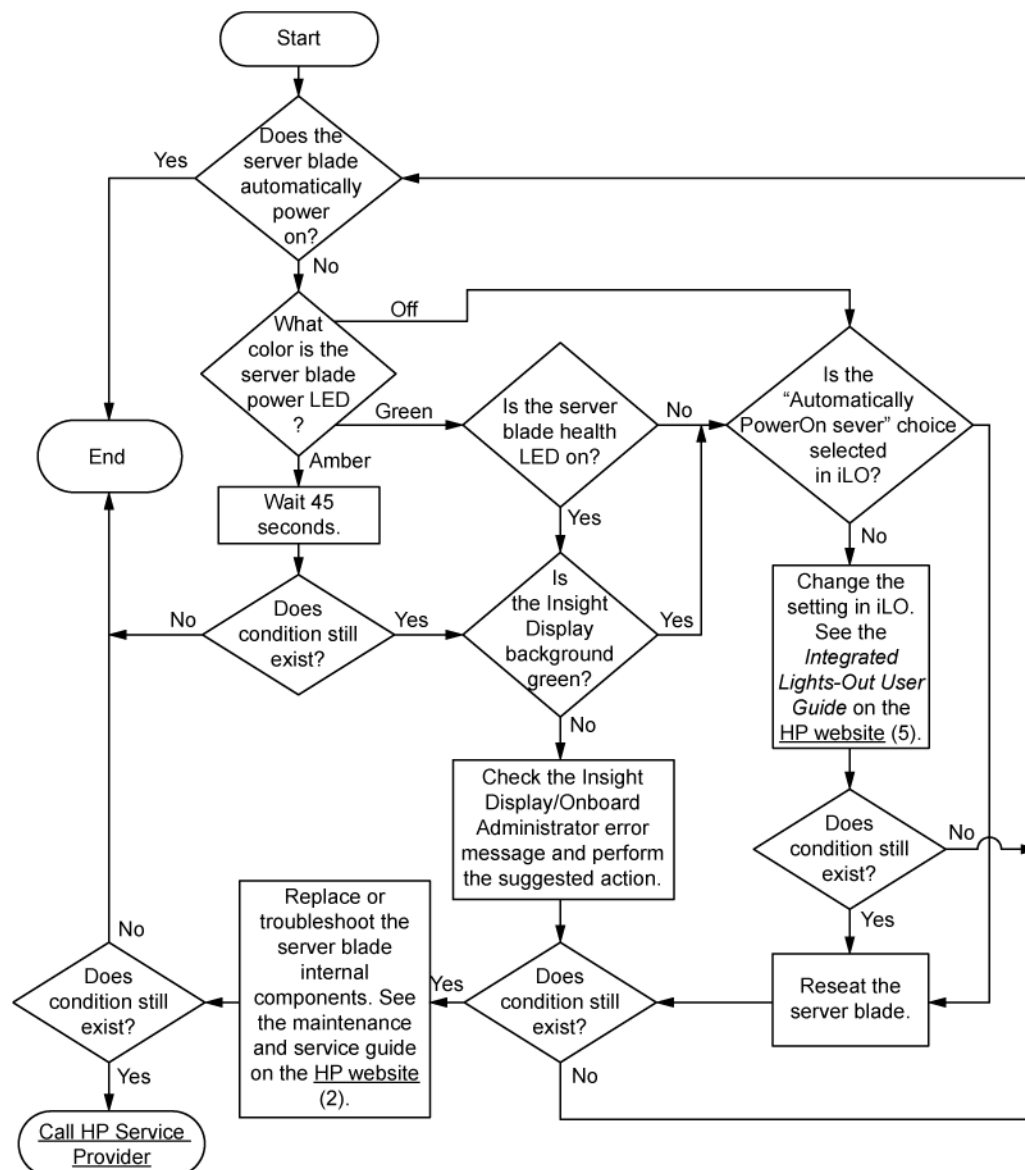 Start
Does the
server blade
automatically
power
on?
Yes
No
What
color is the
server blade
power LED
?
Off
Green
Amber
End
Is the server
blade health
LED on?
No
Yes
Is the
“Automatically
PowerOn sever” choice
selected
in iLO?
No
Wait 45
seconds.
Does
condition still
exist?
No
Yes
Is
the Insight
Display
background
green?
Yes
No
Change the
setting in iLO.
See the
Integrated
Lights-Out User
Guide on the
HP website (5).
Check the Insight
Display/Onboard
Administrator error
message and perform
the suggested action.
Does
condition still
exist?
No
Yes
Reseat the
server blade.
Does
condition still
exist?
Yes
No
Replace or
troubleshoot the
server blade
internal
components. See
the maintenance
and service guide
on the HP website
(2).
Does
condition still
exist?
No
Yes
Call HP Service
Provider